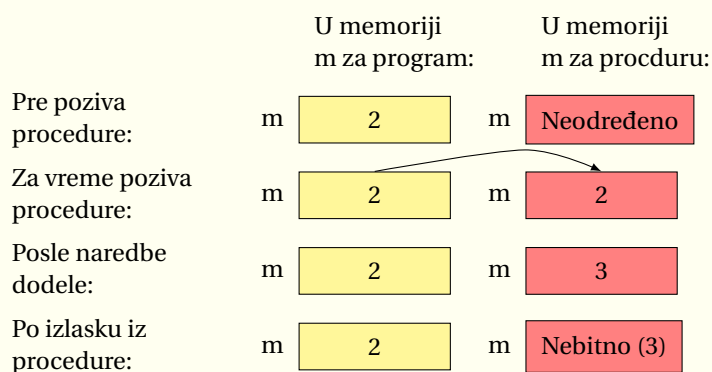 U memoriji
m za program:
U memoriji
m za procduru:
Pre poziva
procedure:
m 2 m Neodređeno
Za vreme poziva
procedure:
m 2 m 2
Posle naredbe
dodele:
m 2 m 3
Po izlasku iz
procedure:
m 2 m Nebitno (3)